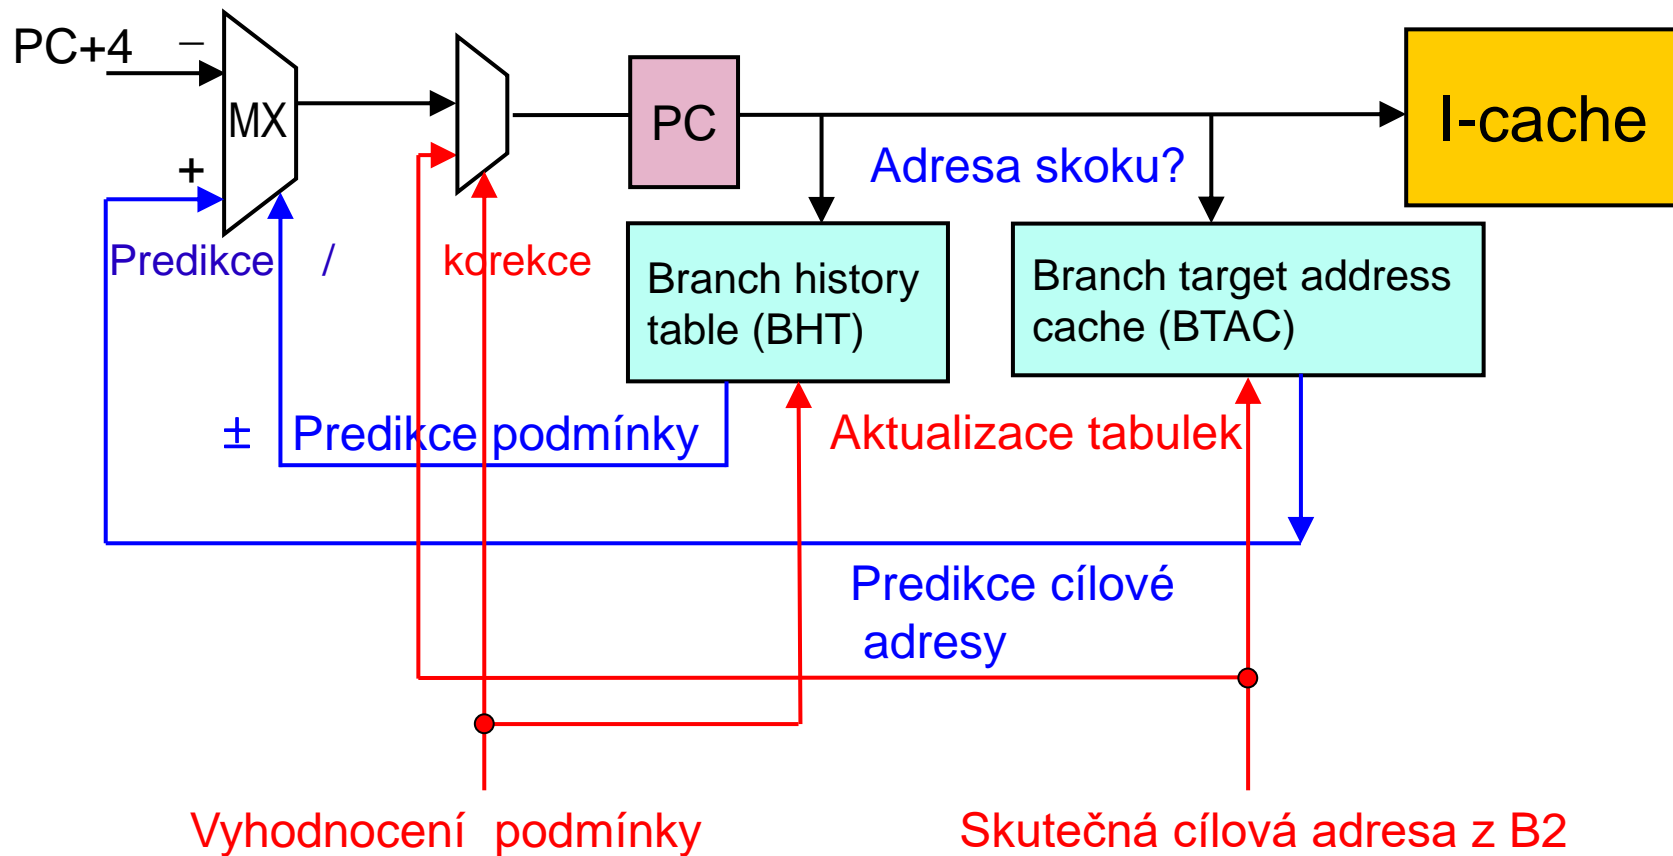 PC+4
–
MX
+
PC
I-cache
Adresa skoku?
Predikce / korekce
Branch history
table (BHT)
Branch target address
cache (BTAC)
± Predikce podmínky
Aktualizace tabulek
Predikce cílové
adresy
Vyhodnocení podmínky
Skutečná cílová adresa z B2